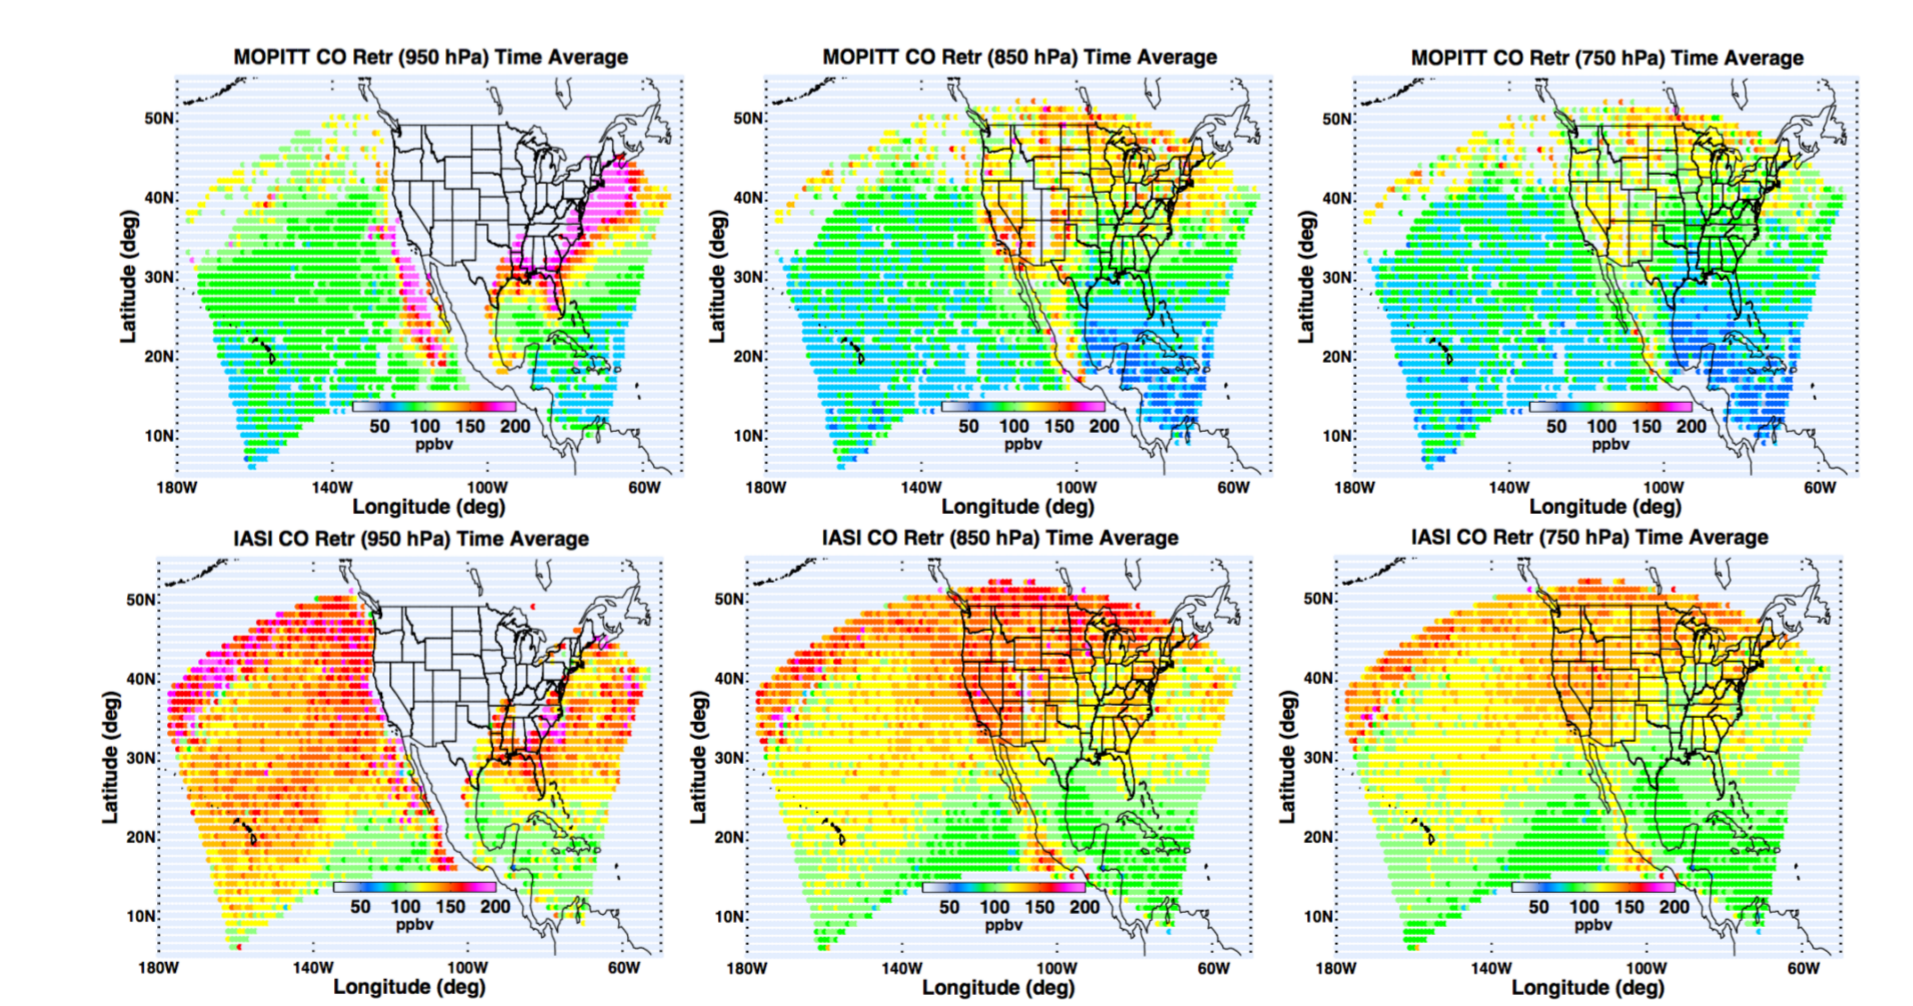 MOPITT CO Retr (950 hPa) Time Average
Latitude (deg)
50N
40N
30N
20N
10N
50 100 150 200
ppbv
180W 140W 100W 60W
Longitude (deg)
MOPITT CO Retr (850 hPa) Time Average
Latitude (deg)
50N
40N
30N
20N
10N
50 100 150 200
ppbv
180W 140W 100W 60W
Longitude (deg)
MOPITT CO Retr (750 hPa) Time Average
Latitude (deg)
50N
40N
30N
20N
10N
50 100 150 200
ppbv
180W 140W 100W 60W
Longitude (deg)
IASI CO Retr (950 hPa) Time Average
Latitude (deg)
50N
40N
30N
20N
10N
50 100 150 200
ppbv
180W 140W 100W 60W
Longitude (deg)
IASI CO Retr (850 hPa) Time Average
Latitude (deg)
50N
40N
30N
20N
10N
50 100 150 200
ppbv
180W 140W 100W 60W
Longitude (deg)
IASI CO Retr (750 hPa) Time Average
Latitude (deg)
50N
40N
30N
20N
10N
50 100 150 200
ppbv
180W 140W 100W 60W
Longitude (deg)